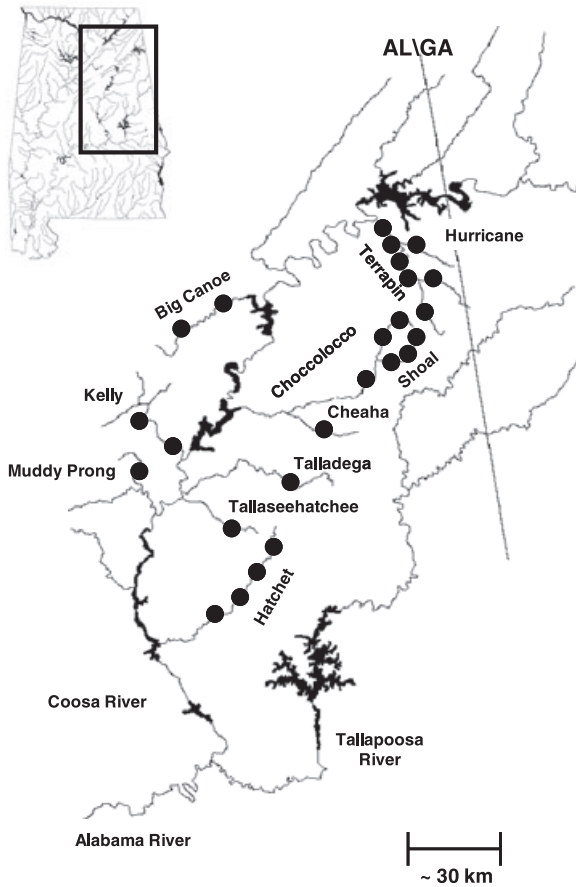 AL\GA
Hurricane
Terrapin
Big Canoe
Choccolocco
Shoal
Kelly
Cheaha
Muddy Prong
Talladega
Tallaseehatchee
Hatchet
Coosa River
Tallapoosa
River
Alabama River
~ 30 km